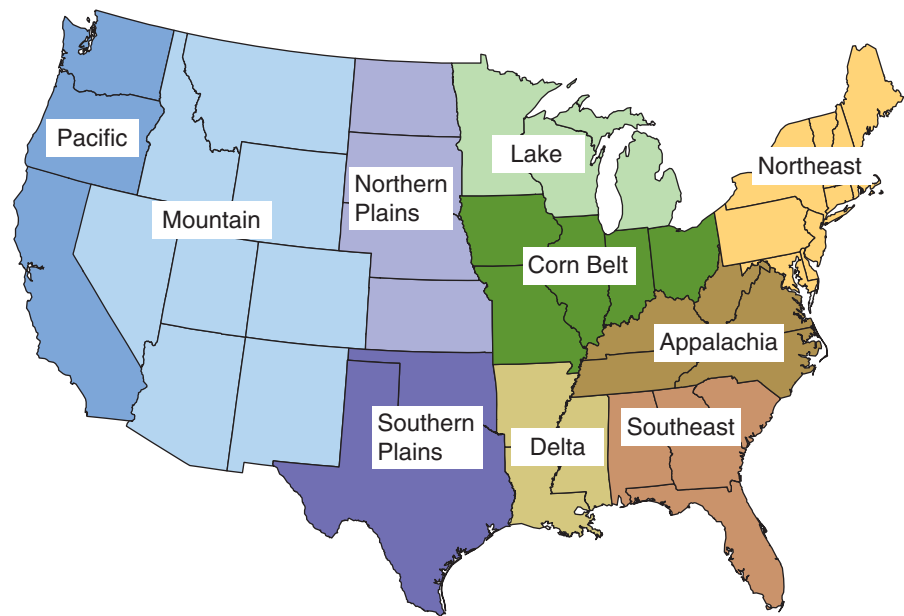 Pacific
Mountain
Northern
Plains
Lake
Northeast
Corn Belt
Appalachia
Southern
Plains
Delta
Southeast